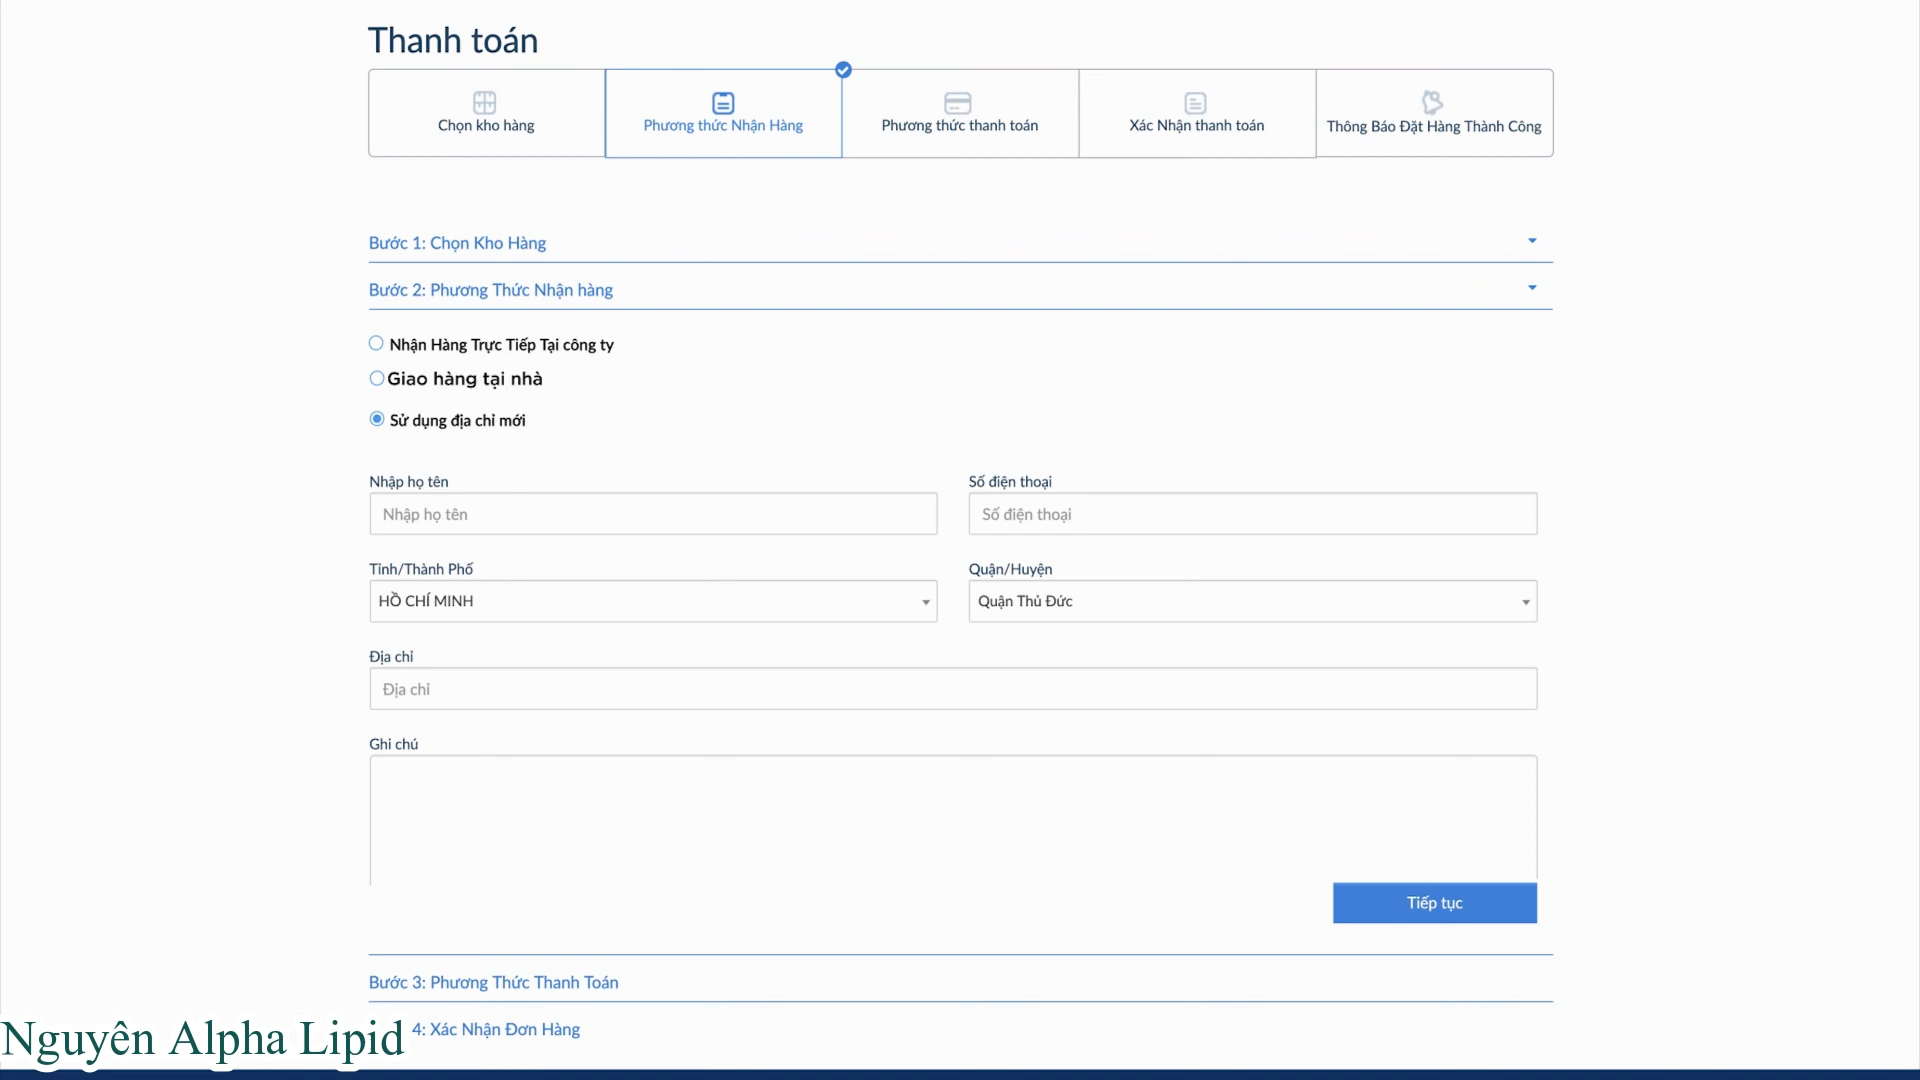 Thanh toán
Chọn kho hàng
Phương thức Nhận Hàng
Phương thức thanh toán
Xác Nhận thanh toán
Thông Báo Đặt Hàng Thành Công
Bước 1: Chọn Kho Hàng
Bước 2: Phương Thức Nhận hàng
Nhận Hàng Trực Tiếp Tại công ty
Giao hàng tại nhà
Sử dụng địa chỉ mới
Nhập họ tên
Số điện thoại
Nhập họ tên
Số điện thoại
Tỉnh/Thành Phố
Quận/Huyện
HỒ CHÍ MINH
Quận Thủ Đức
Địa chỉ
Địa chỉ
Ghi chú
Tiếp tục
Bước 3: Phương Thức Thanh Toán
4: Xác Nhận Đơn Hàng
Nguyên Alpha Lipid